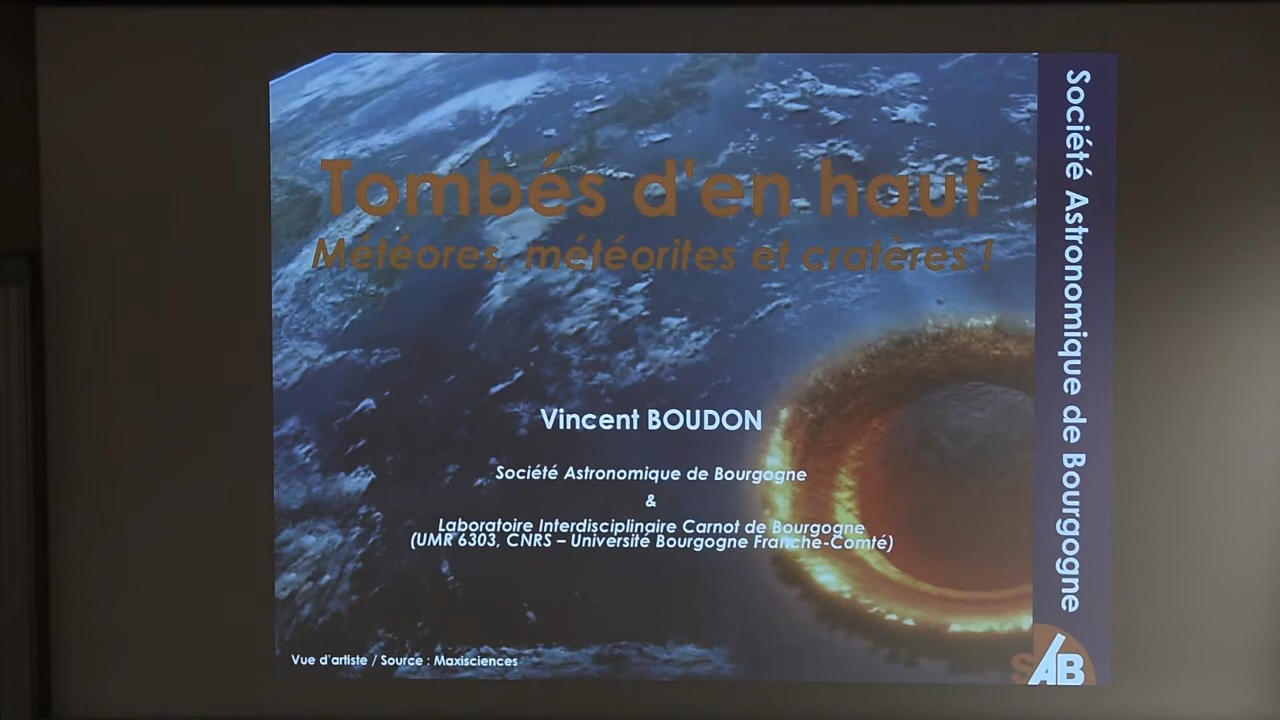 Tombés d'en haut
Météores, météorites et cratères !
Vincent BOUDON
Société Astronomique de Bourgogne
&
Laboratoire Interdisciplinaire Carnot de Bourgogne
(UMR 6303, CNRS – Université Bourgogne Franche-Comté)
Vue d'artiste / Source : Maxisciences
Société Astronomique de Bourgogne
SAB